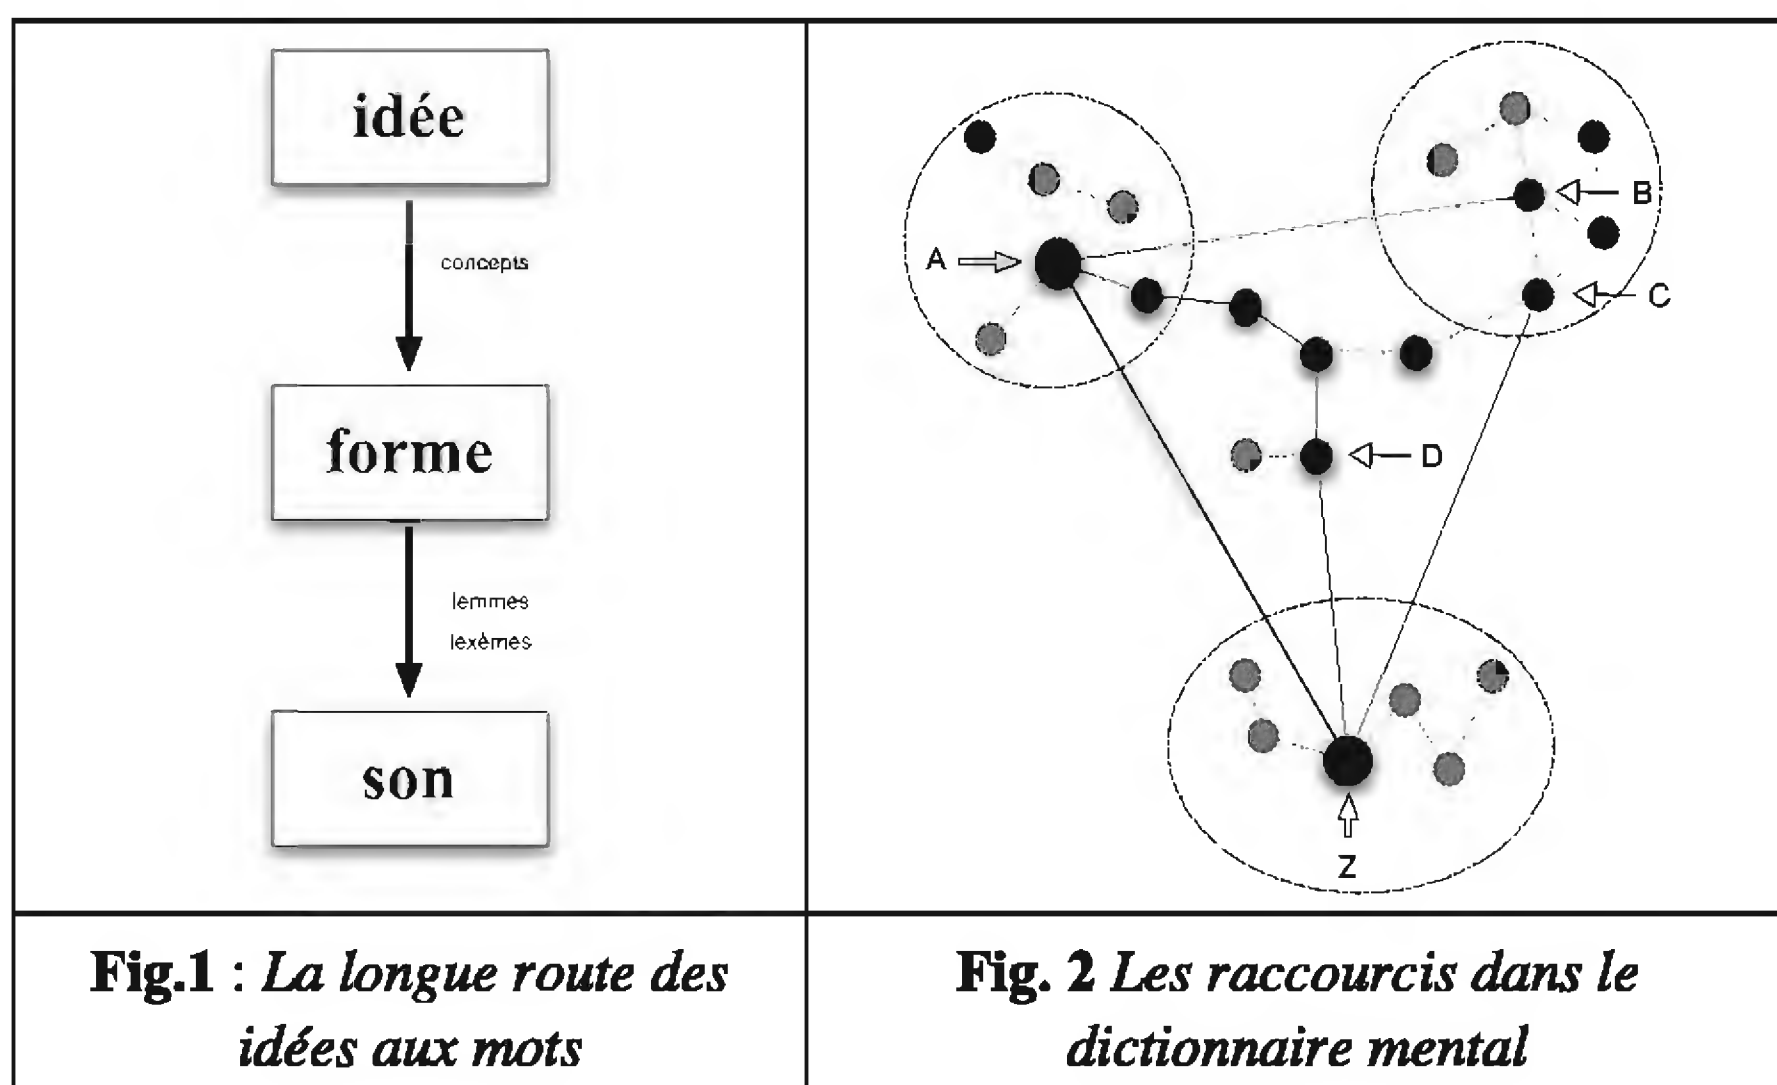 idée
concepts
forme
lemmes
lexèmes
son
A
B
C
D
Z
Fig.1 : La longue route des
idées aux mots
Fig. 2 Les raccourcis dans le
dictionnaire mental